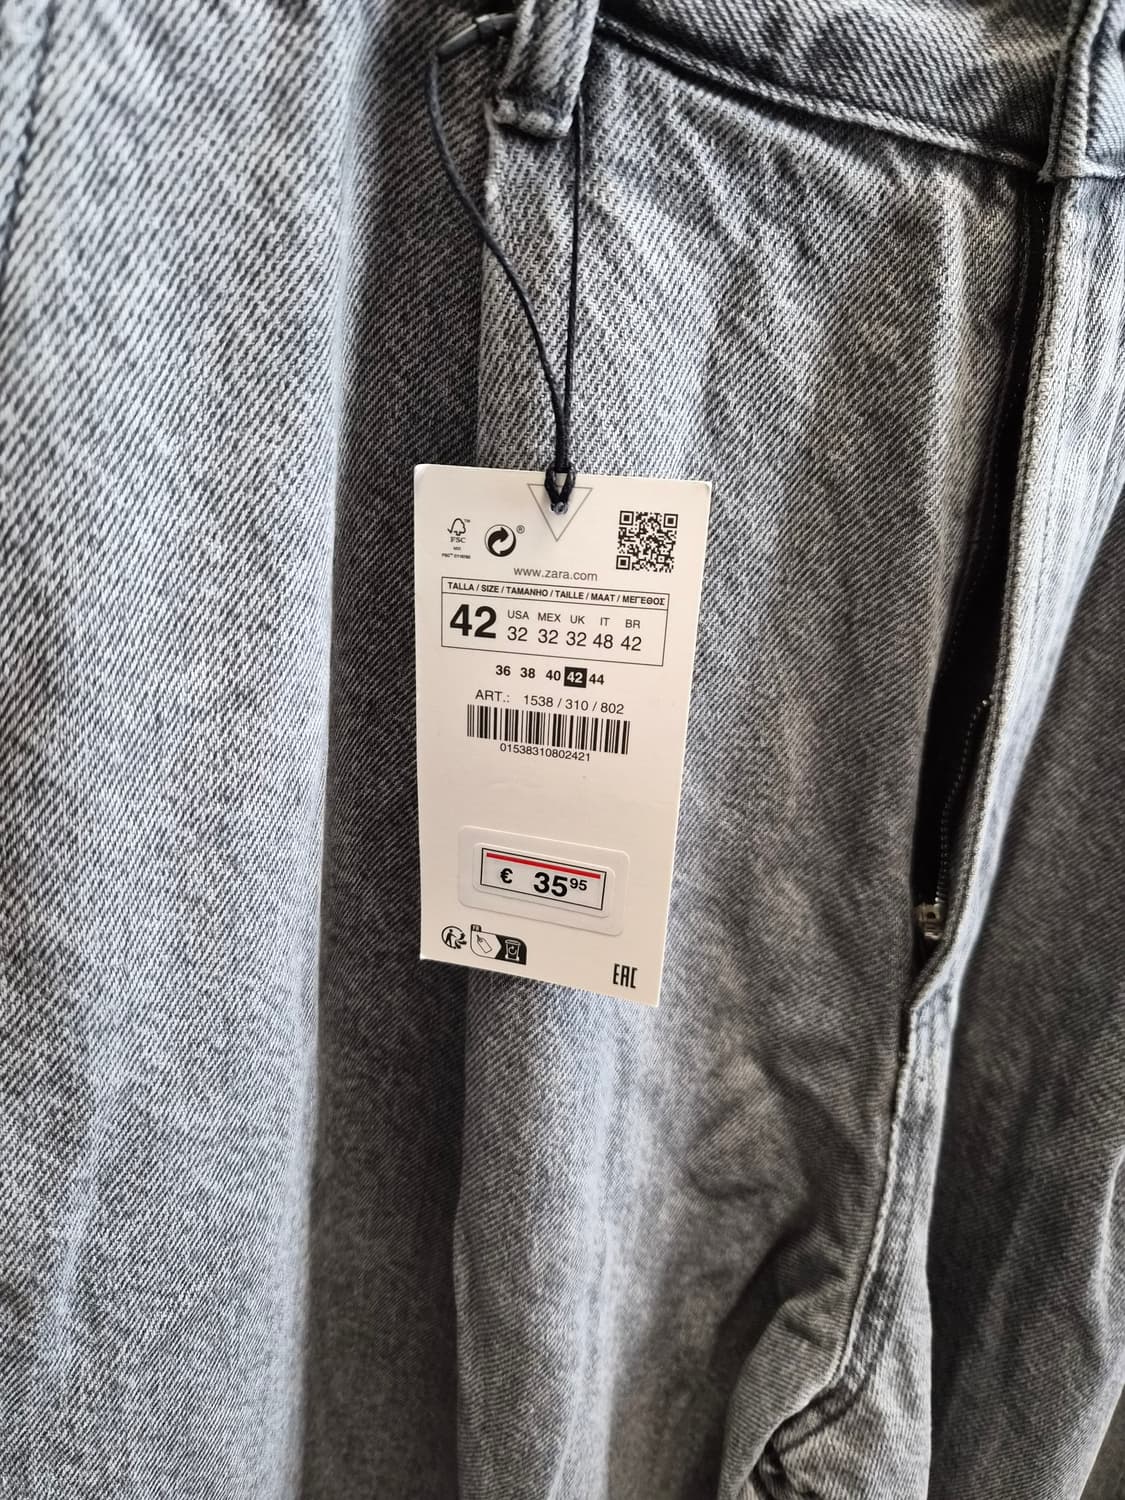 FSC
www.zara.com
TALLA / SIZE / TAMANHO / TAILLE / MAAT / ΜΕΓΕΘΟΣ
42
USA MEX UK IT BR
32 32 32 48 42
36 38 40 42 44
ART.: 1538 / 310 / 802
01538310802421
€ 35 95
FR
EAC